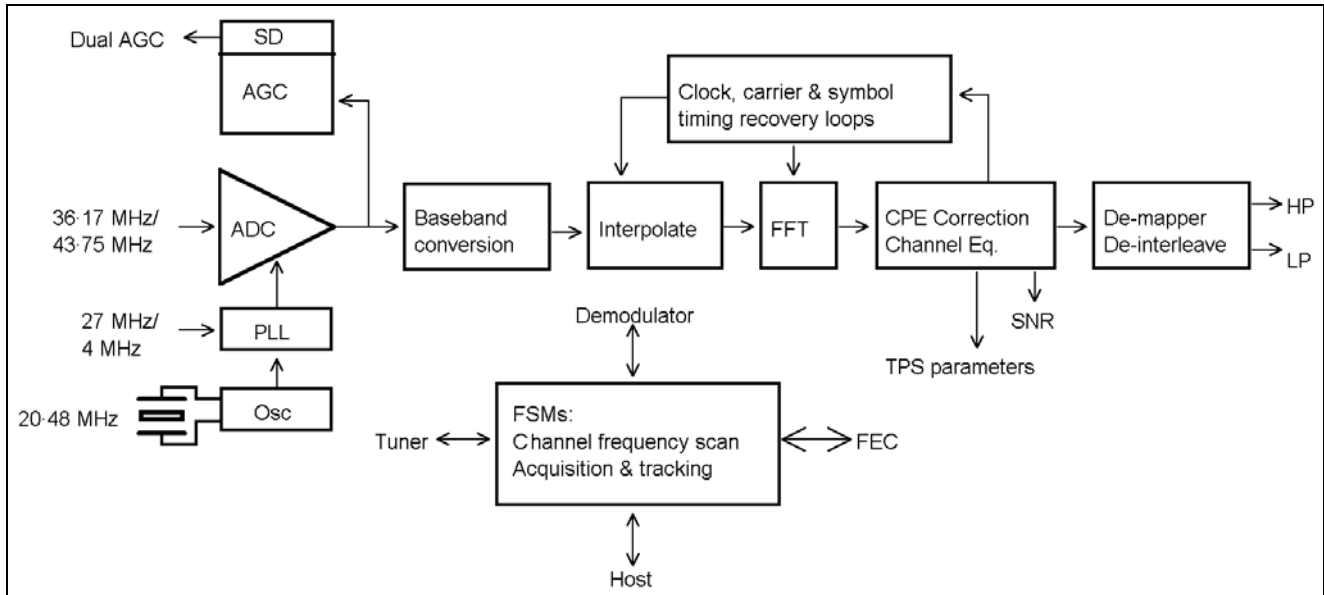 Dual AGC
SD
AGC
Clock, carrier & symbol
timing recovery loops
36·17 MHz/
43·75 MHz
ADC
Baseband
conversion
Interpolate
FFT
CPE Correction
Channel Eq.
De-mapper
De-interleave
HP
LP
27 MHz/
4 MHz
PLL
Demodulator
SNR
TPS parameters
20·48 MHz
Osc
Tuner
FSMs:
Channel frequency scan
Acquisition & tracking
FEC
Host